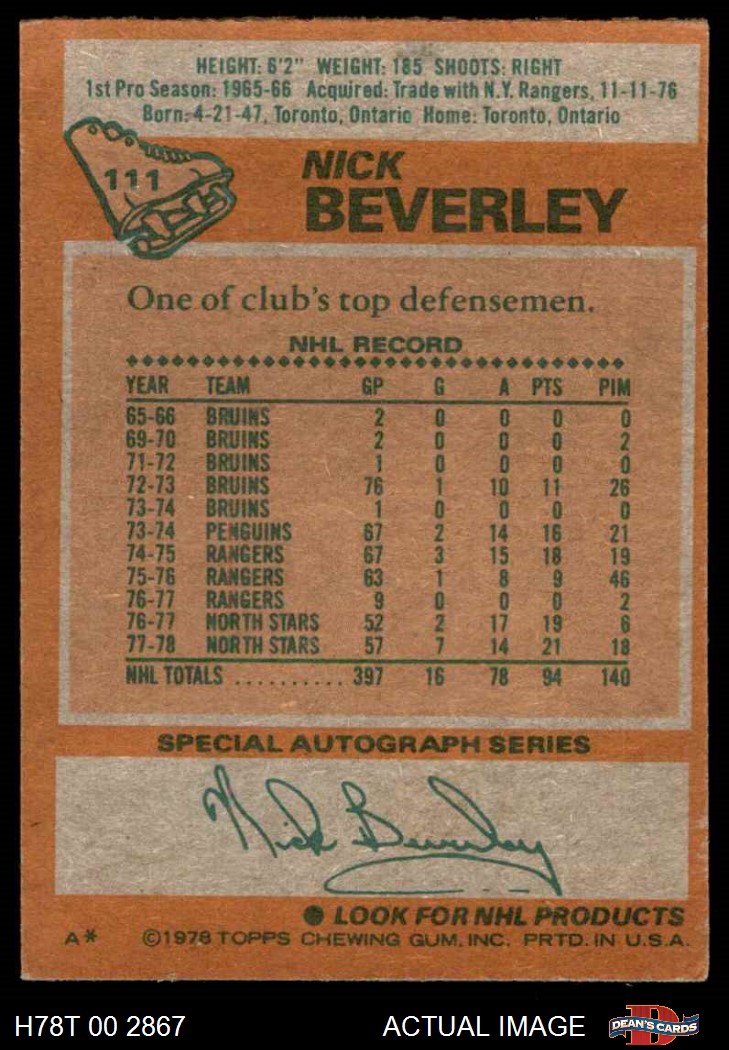 HEIGHT: 6'2" WEIGHT: 185 SHOOTS: RIGHT
1st Pro Season: 1965-66 Acquired: Trade with N.Y. Rangers, 11-11-76
Born: 4-21-47, Toronto, Ontario Home: Toronto, Ontario
111
NICK
BEVERLEY
One of club's top defensemen.
NHL RECORD
YEAR TEAM GP G A PTS PIM
65-66 BRUINS 2 0 0 0 0
69-70 BRUINS 2 0 0 0 2
71-72 BRUINS 1 0 0 0 0
72-73 BRUINS 76 1 10 11 26
73-74 BRUINS 1 0 0 0 0
73-74 PENGUINS 67 2 14 16 21
74-75 RANGERS 67 3 15 18 19
75-76 RANGERS 63 1 8 9 46
76-77 RANGERS 9 0 0 0 2
76-77 NORTH STARS 52 2 17 19 6
77-78 NORTH STARS 57 7 14 21 18
NHL TOTALS .......... 397 16 78 94 140
SPECIAL AUTOGRAPH SERIES
Nick Beverley
● LOOK FOR NHL PRODUCTS
A* ©1978 TOPPS CHEWING GUM, INC. PRTD. IN U.S.A.
H78T 00 2867 ACTUAL IMAGE DEAN'S CARDS